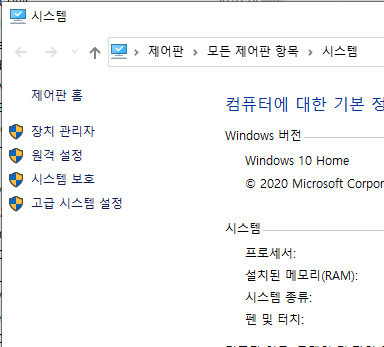 시스템
제어판 > 모든 제어판 항목 > 시스템
제어판 홈
장치 관리자
원격 설정
시스템 보호
고급 시스템 설정
컴퓨터에 대한 기본 정
Windows 버전
Windows 10 Home
© 2020 Microsoft Corpor
시스템
프로세서:
설치된 메모리(RAM):
시스템 종류:
펜 및 터치: